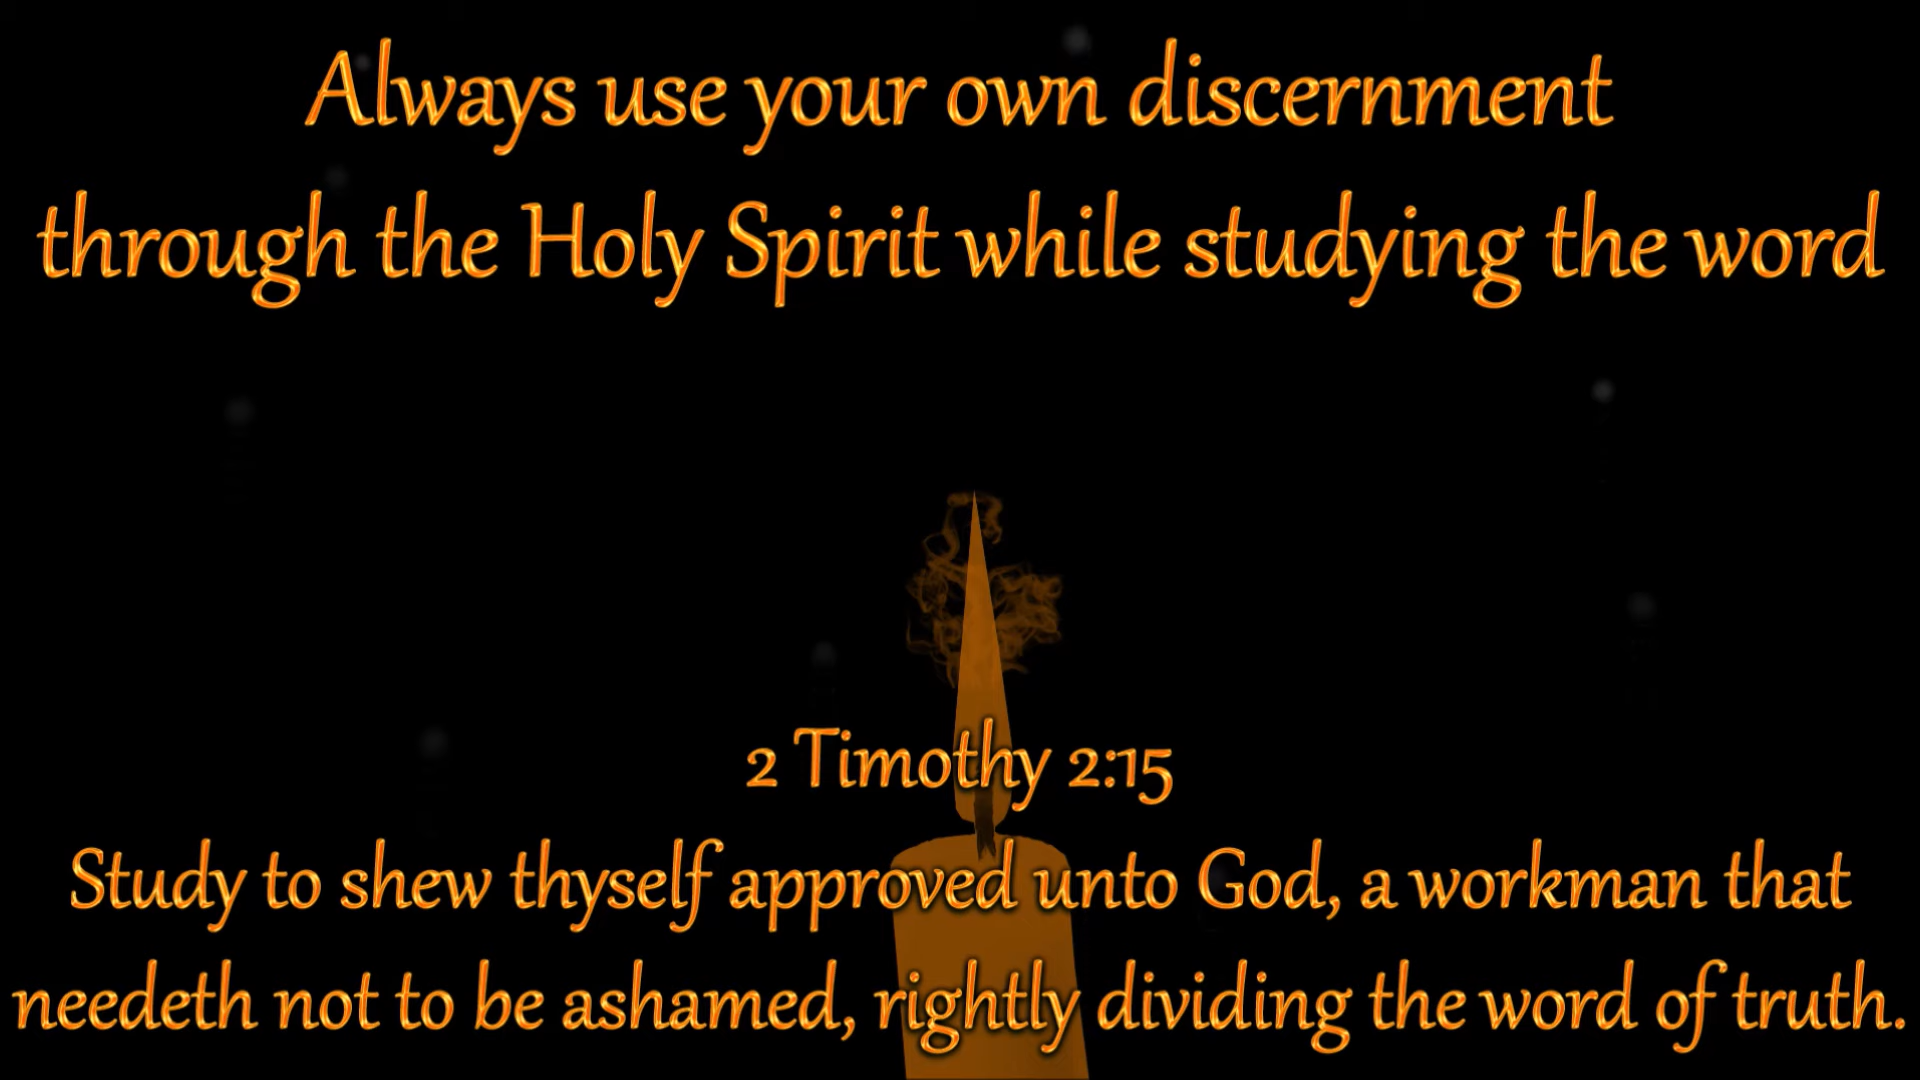 Always use your own discernment
through the Holy Spirit while studying the word
2 Timothy 2:15
Study to shew thyself approved unto God, a workman that
needeth not to be ashamed, rightly dividing the word of truth.